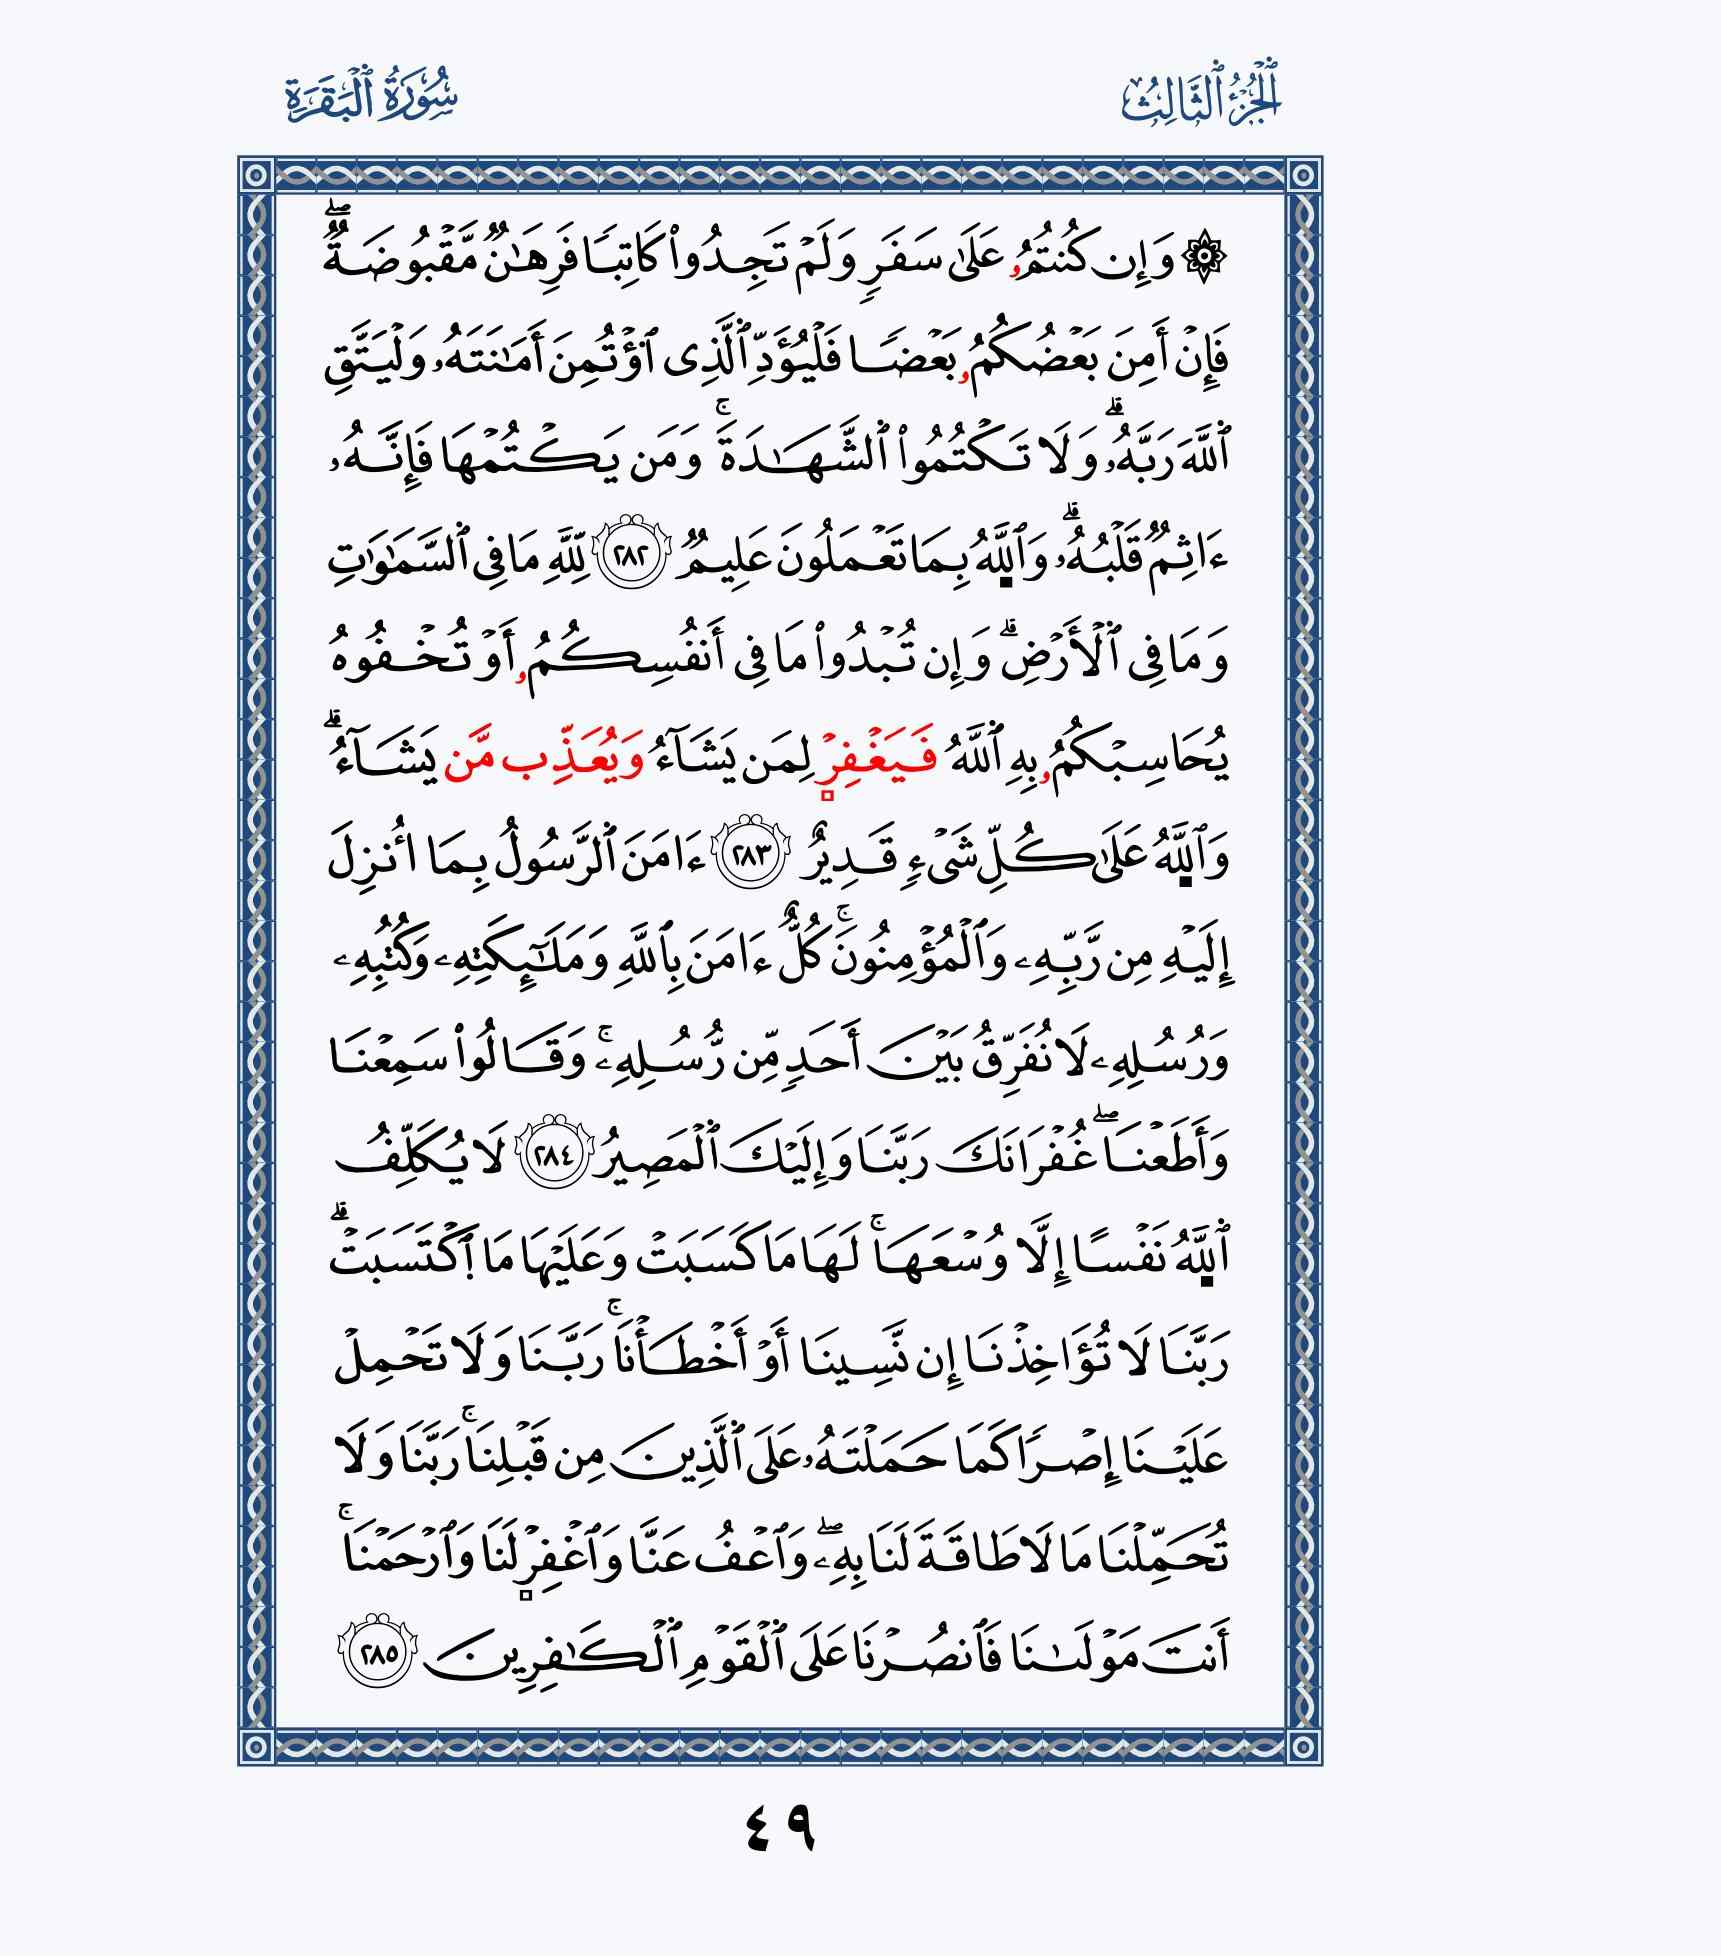 الجُزْءُ ٱلثَّالِثُ
سُورَةُ ٱلْبَقَرَةِ
۞ وَإِن كُنتُمُۥ عَلَىٰ سَفَرٖ وَلَمۡ تَجِدُواْ كَاتِبٗا فَرِهَٰنٞ مَّقۡبُوضَةٞۖ
فَإِنۡ أَمِنَ بَعۡضُكُمُۥ بَعۡضٗا فَلۡيُؤَدِّ ٱلَّذِى ٱؤۡتُمِنَ أَمَٰنَتَهُۥ وَلۡيَتَّقِ
ٱللَّهَ رَبَّهُۥۗ وَلَا تَكۡتُمُواْ ٱلشَّهَٰدَةَۚ وَمَن يَكۡتُمۡهَا فَإِنَّهُۥ
ءَاثِمٞ قَلۡبُهُۥۗ وَٱللَّهُ بِمَا تَعۡمَلُونَ عَلِيمٞ ٢٨٢ لِّلَّهِ مَا فِى ٱلسَّمَٰوَٰتِ
وَمَا فِى ٱلۡأَرۡضِۗ وَإِن تُبۡدُواْ مَا فِى أَنفُسِكُمُۥ أَوۡ تُخۡفُوهُ
يُحَاسِبۡكُمُۥ بِهِ ٱللَّهُ فَيَغۡفِرۡ لِمَن يَشَآءُ وَيُعَذِّب مَّن يَشَآءُۗ
وَٱللَّهُ عَلَىٰ كُلِّ شَىۡءٖ قَدِيرٌ ٢٨٣ ءَامَنَ ٱلرَّسُولُ بِمَا أُنزِلَ
إِلَيۡهِ مِن رَّبِّهِۦ وَٱلۡمُؤۡمِنُونَۚ كُلٌّ ءَامَنَ بِٱللَّهِ وَمَلَٰٓئِكَتِهِۦ وَكُتُبِهِۦ
وَرُسُلِهِۦ لَا نُفَرِّقُ بَيۡنَ أَحَدٖ مِّن رُّسُلِهِۦۚ وَقَالُواْ سَمِعۡنَا
وَأَطَعۡنَاۖ غُفۡرَانَكَ رَبَّنَا وَإِلَيۡكَ ٱلۡمَصِيرُ ٢٨٤ لَا يُكَلِّفُ
ٱللَّهُ نَفۡسًا إِلَّا وُسۡعَهَاۚ لَهَا مَا كَسَبَتۡ وَعَلَيۡهَا مَا ٱكۡتَسَبَتۡۗ
رَبَّنَا لَا تُؤَاخِذۡنَا إِن نَّسِينَا أَوۡ أَخۡطَأۡنَاۚ رَبَّنَا وَلَا تَحۡمِلۡ
عَلَيۡنَا إِصۡرٗا كَمَا حَمَلۡتَهُۥ عَلَى ٱلَّذِينَ مِن قَبۡلِنَاۚ رَبَّنَا وَلَا
تُحَمِّلۡنَا مَا لَا طَاقَةَ لَنَا بِهِۦۖ وَٱعۡفُ عَنَّا وَٱغۡفِرۡ لَنَا وَٱرۡحَمۡنَاۚ
أَنتَ مَوۡلَىٰنَا فَٱنصُرۡنَا عَلَى ٱلۡقَوۡمِ ٱلۡكَٰفِرِينَ ٢٨٥
٤٩